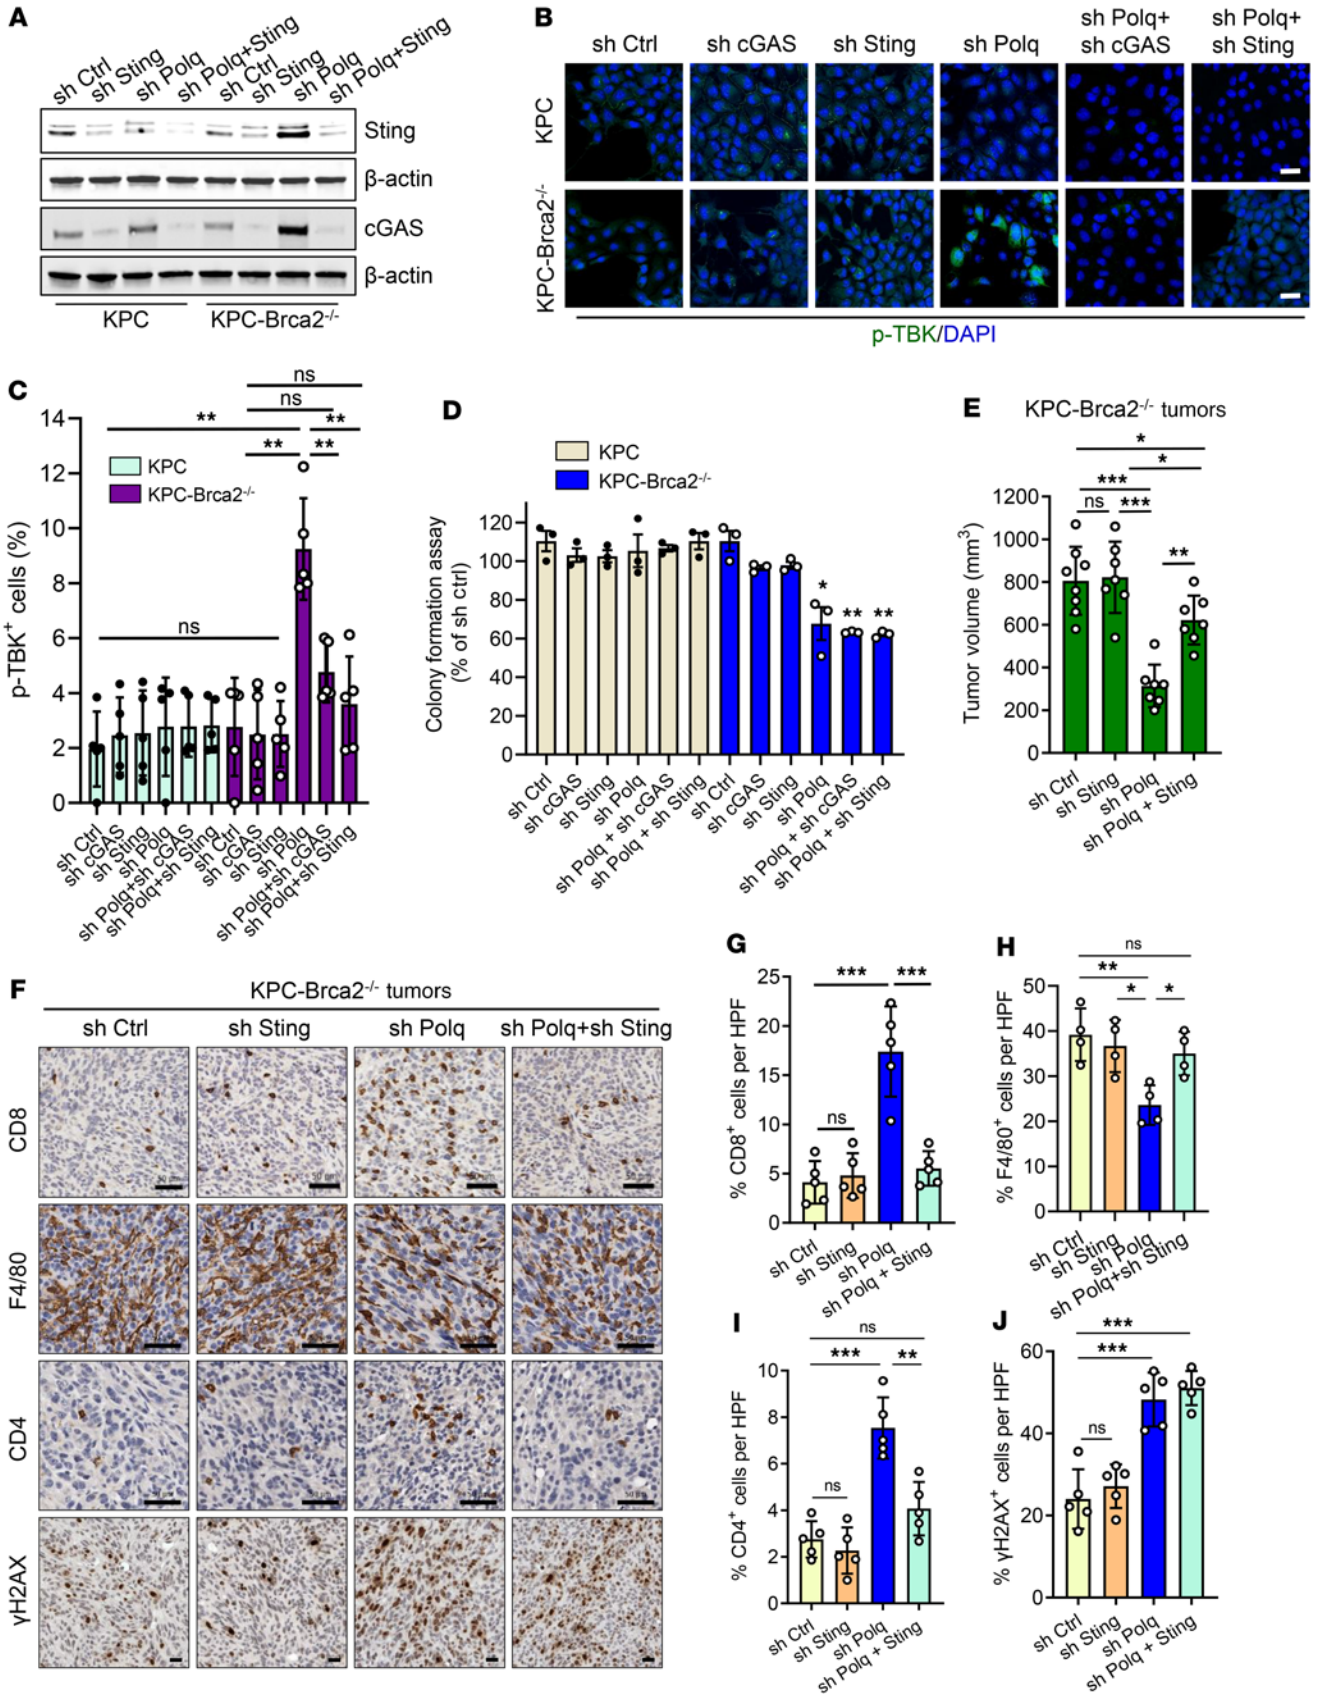 A
sh Ctrl
sh Sting
sh Polq
sh Polq+Sting
sh Ctrl
sh Sting
sh Polq
sh Polq+Sting
Sting
β-actin
cGAS
β-actin
KPC
KPC-Brca2-/-
B
sh Ctrl
sh cGAS
sh Sting
sh Polq
sh Polq+
sh cGAS
sh Polq+
sh Sting
KPC
KPC-Brca2-/-
p-TBK/DAPI
C
ns
ns
**
**
**
**
ns
KPC
KPC-Brca2-/-
p-TBK+ cells (%)
14
12
10
8
6
4
2
0
sh Ctrl
sh cGAS
sh Sting
sh Polq
sh Polq+sh cGAS
sh Polq+sh Sting
sh Ctrl
sh cGAS
sh Sting
sh Polq
sh Polq+sh cGAS
sh Polq+sh Sting
D
KPC
KPC-Brca2-/-
Colony formation assay
(% of sh ctrl)
120
100
80
60
40
20
0
*
**
**
sh Ctrl
sh cGAS
sh Sting
sh Polq
sh Polq + sh cGAS
sh Polq + sh Sting
sh Ctrl
sh cGAS
sh Sting
sh Polq
sh Polq + sh cGAS
sh Polq + sh Sting
E
KPC-Brca2-/- tumors
*
*
***
ns
***
**
Tumor volume (mm3)
1200
1000
800
600
400
200
0
sh Ctrl
sh Sting
sh Polq
sh Polq + Sting
F
KPC-Brca2-/- tumors
sh Ctrl
sh Sting
sh Polq
sh Polq+sh Sting
CD8
F4/80
CD4
γH2AX
G
***
***
ns
% CD8+ cells per HPF
25
20
15
10
5
0
sh Ctrl
sh Sting
sh Polq
sh Polq + Sting
H
ns
**
*
*
% F4/80+ cells per HPF
50
40
30
20
10
0
sh Ctrl
sh Sting
sh Polq
sh Polq+sh Sting
I
ns
***
**
ns
% CD4+ cells per HPF
10
8
6
4
2
0
sh Ctrl
sh Sting
sh Polq
sh Polq + Sting
J
***
***
ns
% γH2AX+ cells per HPF
60
40
20
0
sh Ctrl
sh Sting
sh Polq
sh Polq + Sting